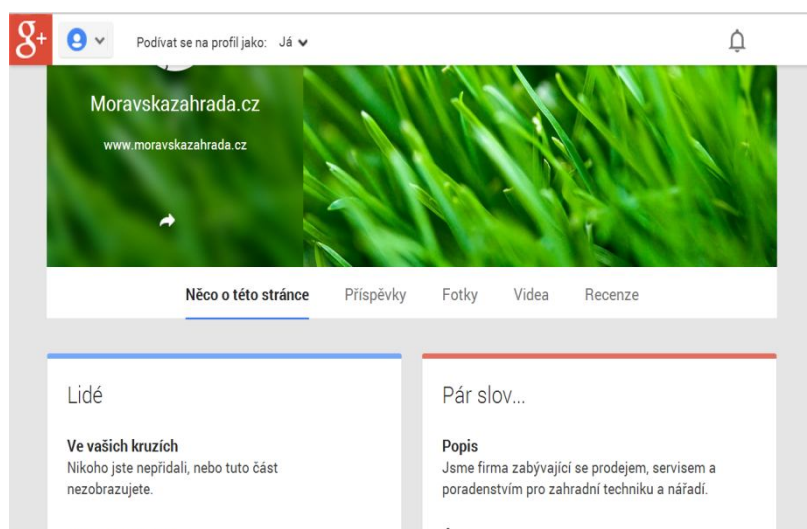 g+
Podívat se na profil jako: Já
Moravskazahrada.cz
www.moravskazahrada.cz
Něco o této stránce Příspěvky Fotky Videa Recenze
Lidé
Ve vašich kruzích
Nikoho jste nepřidali, nebo tuto část
nezobrazujete.
Pár slov...
Popis
Jsme firma zabývající se prodejem, servisem a
poradenstvím pro zahradní techniku a nářadí.